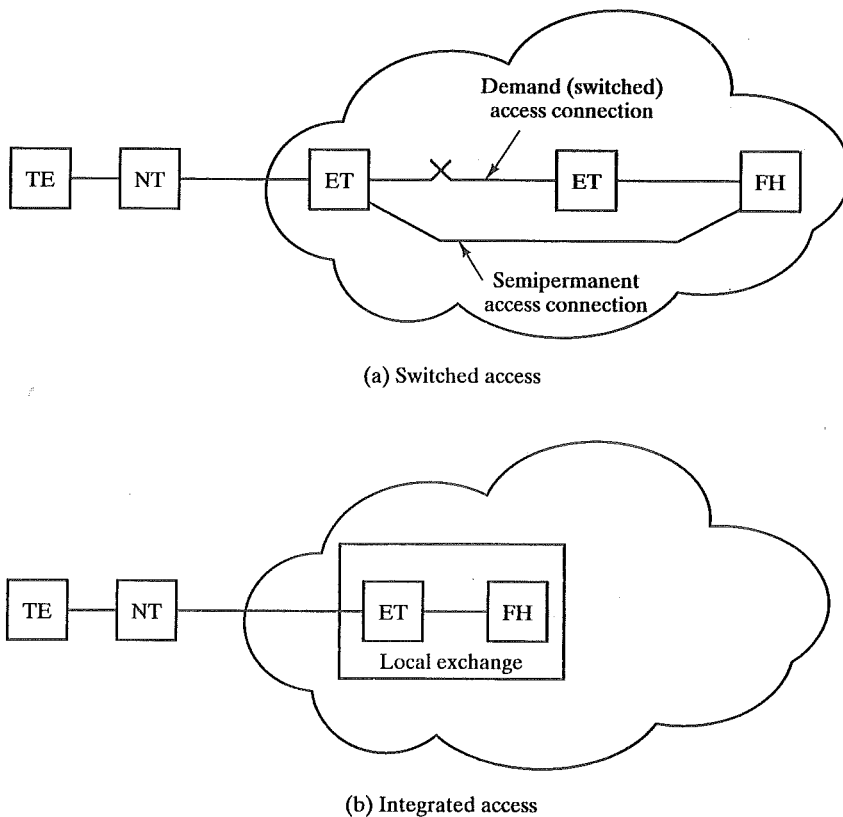 Demand (switched)
access connection
TE
NT
ET
ET
FH
Semipermanent
access connection
(a) Switched access
TE
NT
ET
FH
Local exchange
(b) Integrated access